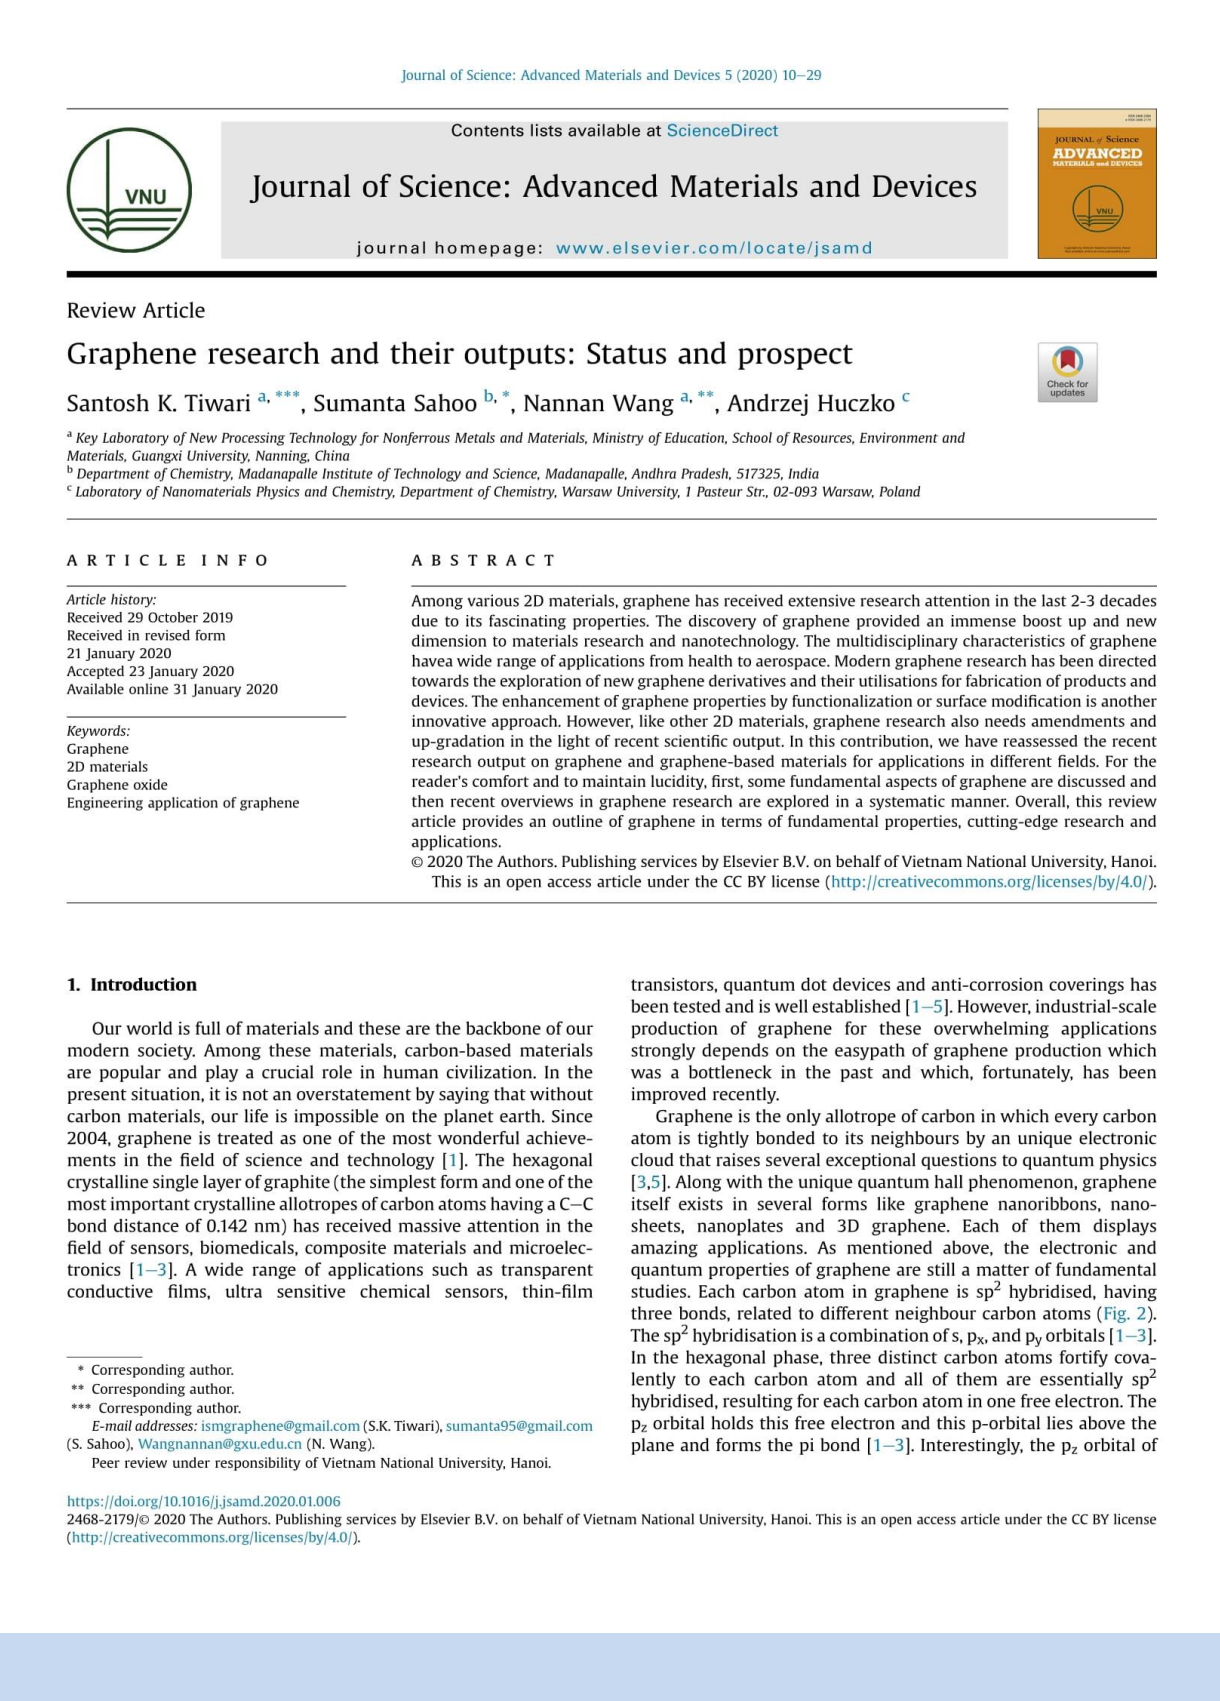 Journal of Science: Advanced Materials and Devices 5 (2020) 10–29
Contents lists available at ScienceDirect
Journal of Science: Advanced Materials and Devices
journal homepage: www.elsevier.com/locate/jsamd
VNU
JOURNAL of Science
ADVANCED
MATERIALS and DEVICES
VNU
Review Article
Graphene research and their outputs: Status and prospect
Check for
updates
Santosh K. Tiwari a, ***, Sumanta Sahoo b, *, Nannan Wang a, **, Andrzej Huczko c
a Key Laboratory of New Processing Technology for Nonferrous Metals and Materials, Ministry of Education, School of Resources, Environment and
Materials, Guangxi University, Nanning, China
b Department of Chemistry, Madanapalle Institute of Technology and Science, Madanapalle, Andhra Pradesh, 517325, India
c Laboratory of Nanomaterials Physics and Chemistry, Department of Chemistry, Warsaw University, 1 Pasteur Str., 02-093 Warsaw, Poland
ARTICLE INFO
Article history:
Received 29 October 2019
Received in revised form
21 January 2020
Accepted 23 January 2020
Available online 31 January 2020
Keywords:
Graphene
2D materials
Graphene oxide
Engineering application of graphene
ABSTRACT
Among various 2D materials, graphene has received extensive research attention in the last 2-3 decades
due to its fascinating properties. The discovery of graphene provided an immense boost up and new
dimension to materials research and nanotechnology. The multidisciplinary characteristics of graphene
havea wide range of applications from health to aerospace. Modern graphene research has been directed
towards the exploration of new graphene derivatives and their utilisations for fabrication of products and
devices. The enhancement of graphene properties by functionalization or surface modification is another
innovative approach. However, like other 2D materials, graphene research also needs amendments and
up-gradation in the light of recent scientific output. In this contribution, we have reassessed the recent
research output on graphene and graphene-based materials for applications in different fields. For the
reader's comfort and to maintain lucidity, first, some fundamental aspects of graphene are discussed and
then recent overviews in graphene research are explored in a systematic manner. Overall, this review
article provides an outline of graphene in terms of fundamental properties, cutting-edge research and
applications.
© 2020 The Authors. Publishing services by Elsevier B.V. on behalf of Vietnam National University, Hanoi.
This is an open access article under the CC BY license (http://creativecommons.org/licenses/by/4.0/).
1. Introduction
Our world is full of materials and these are the backbone of our
modern society. Among these materials, carbon-based materials
are popular and play a crucial role in human civilization. In the
present situation, it is not an overstatement by saying that without
carbon materials, our life is impossible on the planet earth. Since
2004, graphene is treated as one of the most wonderful achieve-
ments in the field of science and technology [1]. The hexagonal
crystalline single layer of graphite (the simplest form and one of the
most important crystalline allotropes of carbon atoms having a C–C
bond distance of 0.142 nm) has received massive attention in the
field of sensors, biomedicals, composite materials and microelec-
tronics [1–3]. A wide range of applications such as transparent
conductive films, ultra sensitive chemical sensors, thin-film
transistors, quantum dot devices and anti-corrosion coverings has
been tested and is well established [1–5]. However, industrial-scale
production of graphene for these overwhelming applications
strongly depends on the easypath of graphene production which
was a bottleneck in the past and which, fortunately, has been
improved recently.
Graphene is the only allotrope of carbon in which every carbon
atom is tightly bonded to its neighbours by an unique electronic
cloud that raises several exceptional questions to quantum physics
[3,5]. Along with the unique quantum hall phenomenon, graphene
itself exists in several forms like graphene nanoribbons, nano-
sheets, nanoplates and 3D graphene. Each of them displays
amazing applications. As mentioned above, the electronic and
quantum properties of graphene are still a matter of fundamental
studies. Each carbon atom in graphene is sp2 hybridised, having
three bonds, related to different neighbour carbon atoms (Fig. 2).
The sp2 hybridisation is a combination of s, px, and py orbitals [1–3].
In the hexagonal phase, three distinct carbon atoms fortify cova-
lently to each carbon atom and all of them are essentially sp2
hybridised, resulting for each carbon atom in one free electron. The
pz orbital holds this free electron and this p-orbital lies above the
plane and forms the pi bond [1–3]. Interestingly, the pz orbital of
* Corresponding author.
** Corresponding author.
*** Corresponding author.
E-mail addresses: ismgraphene@gmail.com (S.K. Tiwari), sumanta95@gmail.com
(S. Sahoo), Wangnannan@gxu.edu.cn (N. Wang).
Peer review under responsibility of Vietnam National University, Hanoi.
https://doi.org/10.1016/j.jsamd.2020.01.006
2468-2179/© 2020 The Authors. Publishing services by Elsevier B.V. on behalf of Vietnam National University, Hanoi. This is an open access article under the CC BY license
(http://creativecommons.org/licenses/by/4.0/).